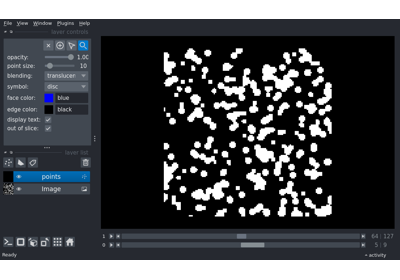 File View Window Plugins Help
layer controls
opacity: 1.00
point size: 10
blending: translucen
symbol: disc
face color: blue
edge color: black
display text:
out of slice:
layer list
points
Image
1 64 127
0 5 9
Ready activity